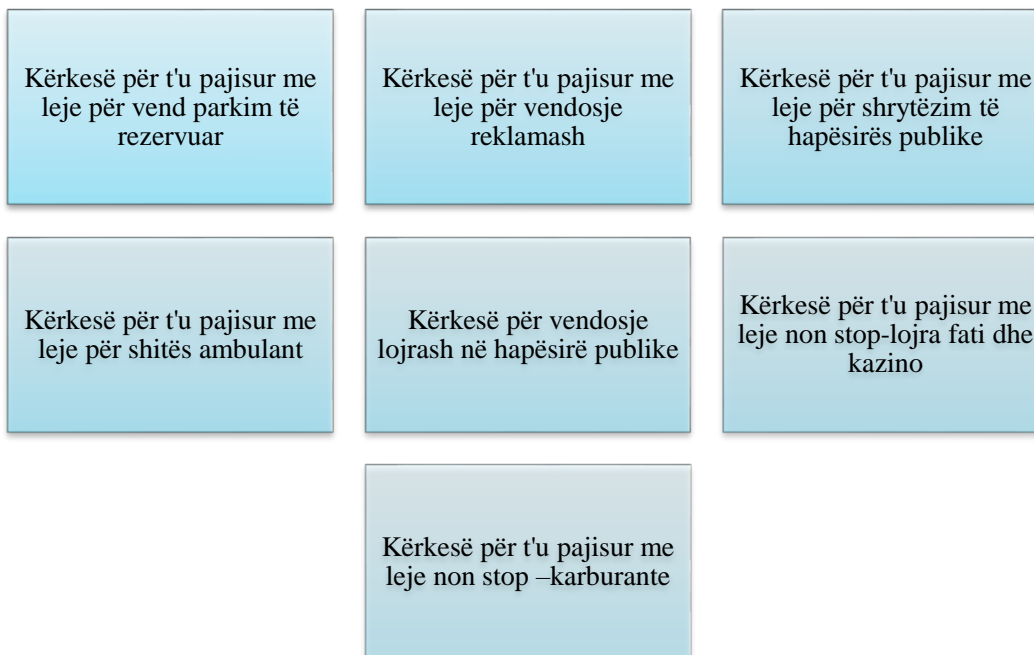 Kërkesë për t'u pajisur me
leje për vend parkim të
rezervuar
Kërkesë për t'u pajisur me
leje për vendosje
reklamash
Kërkesë për t'u pajisur me
leje për shrytëzim të
hapësirës publike
Kërkesë për t'u pajisur me
leje për shitës ambulant
Kërkesë për vendosje
lojrash në hapësirë publike
Kërkesë për t'u pajisur me
leje non stop-lojra fati dhe
kazino
Kërkesë për t'u pajisur me
leje non stop –karburante